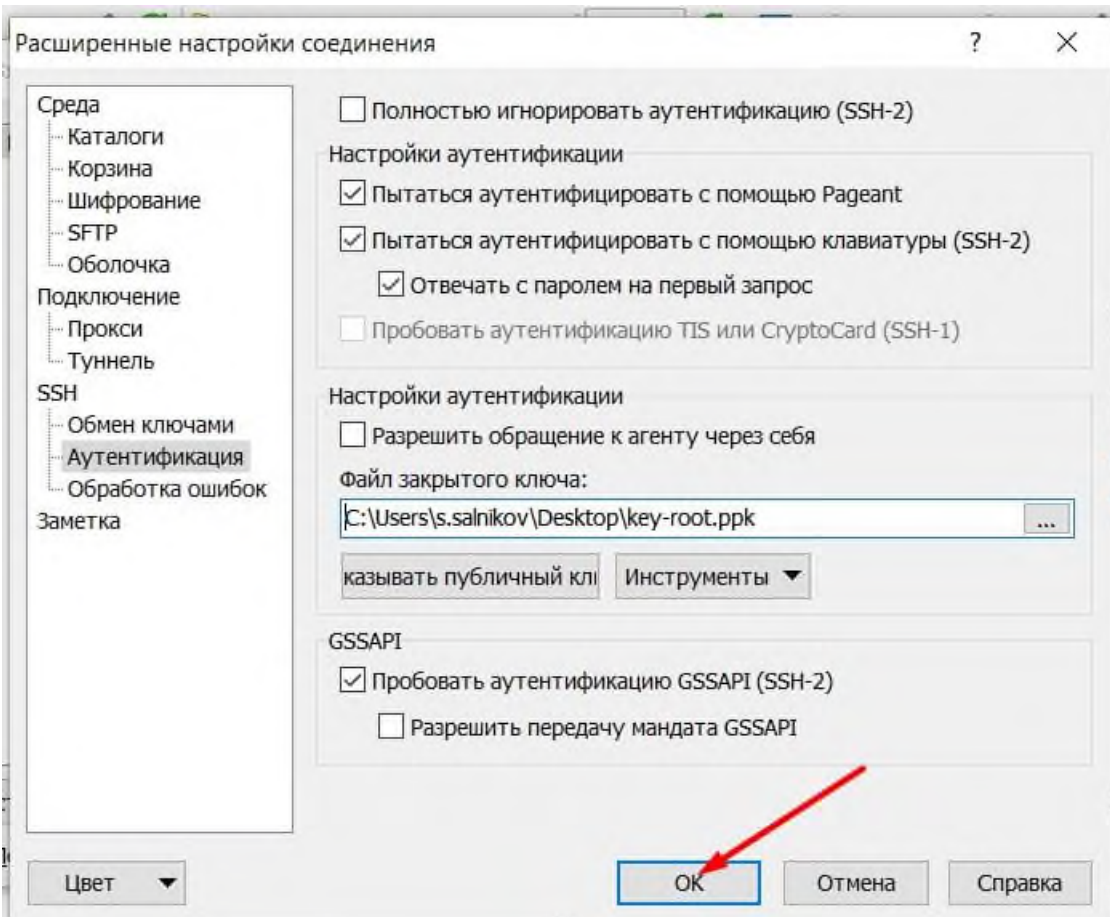 Расширенные настройки соединения
?
Среда
Каталоги
Корзина
Шифрование
SFTP
Оболочка
Подключение
Прокси
Туннель
SSH
Обмен ключами
Аутентификация
Обработка ошибок
Заметка
Полностью игнорировать аутентификацию (SSH-2)
Настройки аутентификации
Пытаться аутентифицировать с помощью Pageant
Пытаться аутентифицировать с помощью клавиатуры (SSH-2)
Отвечать с паролем на первый запрос
Пробовать аутентификацию TIS или CryptoCard (SSH-1)
Настройки аутентификации
Разрешить обращение к агенту через себя
Файл закрытого ключа:
C:\Users\s.salnikov\Desktop\key-root.ppk ...
казывать публичный кл Инструменты
GSSAPI
Пробовать аутентификацию GSSAPI (SSH-2)
Разрешить передачу мандата GSSAPI
Цвет
ОК Отмена Справка